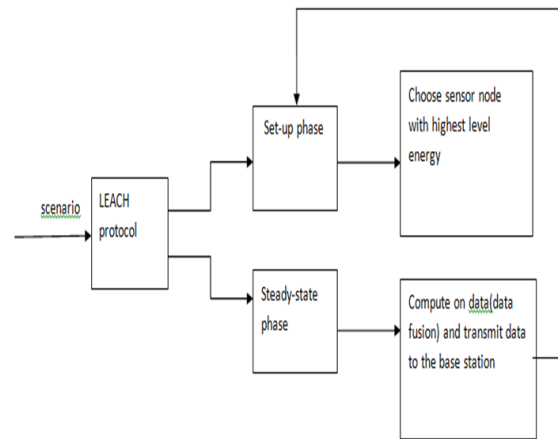 scenario
LEACH
protocol
Set-up phase
Choose sensor node
with highest level
energy
Steady-state
phase
Compute on data(data
fusion) and transmit data
to the base station